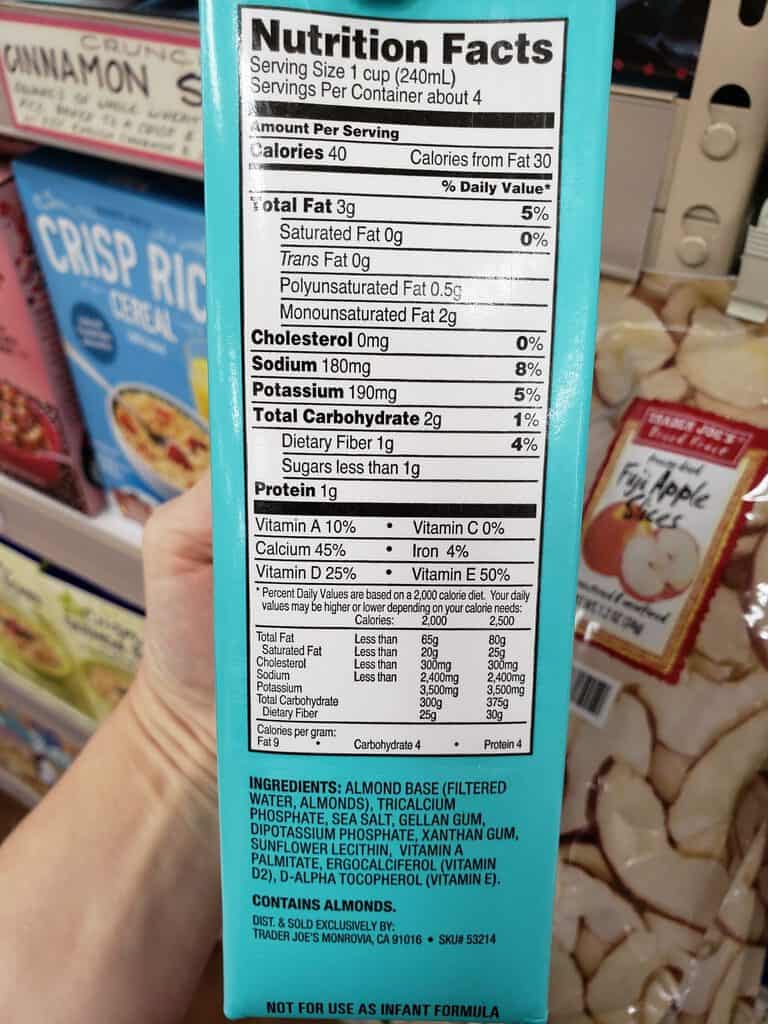 CRUNC
CINNAMON S
CRISP RIC
CEREAL
Nutrition Facts
Serving Size 1 cup (240mL)
Servings Per Container about 4
Amount Per Serving
Calories 40 Calories from Fat 30
% Daily Value*
Total Fat 3g 5%
Saturated Fat 0g 0%
Trans Fat 0g
Polyunsaturated Fat 0.5g
Monounsaturated Fat 2g
Cholesterol 0mg 0%
Sodium 180mg 8%
Potassium 190mg 5%
Total Carbohydrate 2g 1%
Dietary Fiber 1g 4%
Sugars less than 1g
Protein 1g
Vitamin A 10% • Vitamin C 0%
Calcium 45% • Iron 4%
Vitamin D 25% • Vitamin E 50%
* Percent Daily Values are based on a 2,000 calorie diet. Your daily
values may be higher or lower depending on your calorie needs:
Calories: 2,000 2,500
Total Fat Less than 65g 80g
Saturated Fat Less than 20g 25g
Cholesterol Less than 300mg 300mg
Sodium Less than 2,400mg 2,400mg
Potassium 3,500mg 3,500mg
Total Carbohydrate 300g 375g
Dietary Fiber 25g 30g
Calories per gram:
Fat 9 • Carbohydrate 4 • Protein 4
INGREDIENTS: ALMOND BASE (FILTERED
WATER, ALMONDS), TRICALCIUM
PHOSPHATE, SEA SALT, GELLAN GUM,
DIPOTASSIUM PHOSPHATE, XANTHAN GUM,
SUNFLOWER LECITHIN, VITAMIN A
PALMITATE, ERGOCALCIFEROL (VITAMIN
D2), D-ALPHA TOCOPHEROL (VITAMIN E).
CONTAINS ALMONDS.
DIST. & SOLD EXCLUSIVELY BY:
TRADER JOE'S MONROVIA, CA 91016 • SKU# 53214
NOT FOR USE AS INFANT FORMULA
TRADER JOE'S
Fuji Apple
Slices